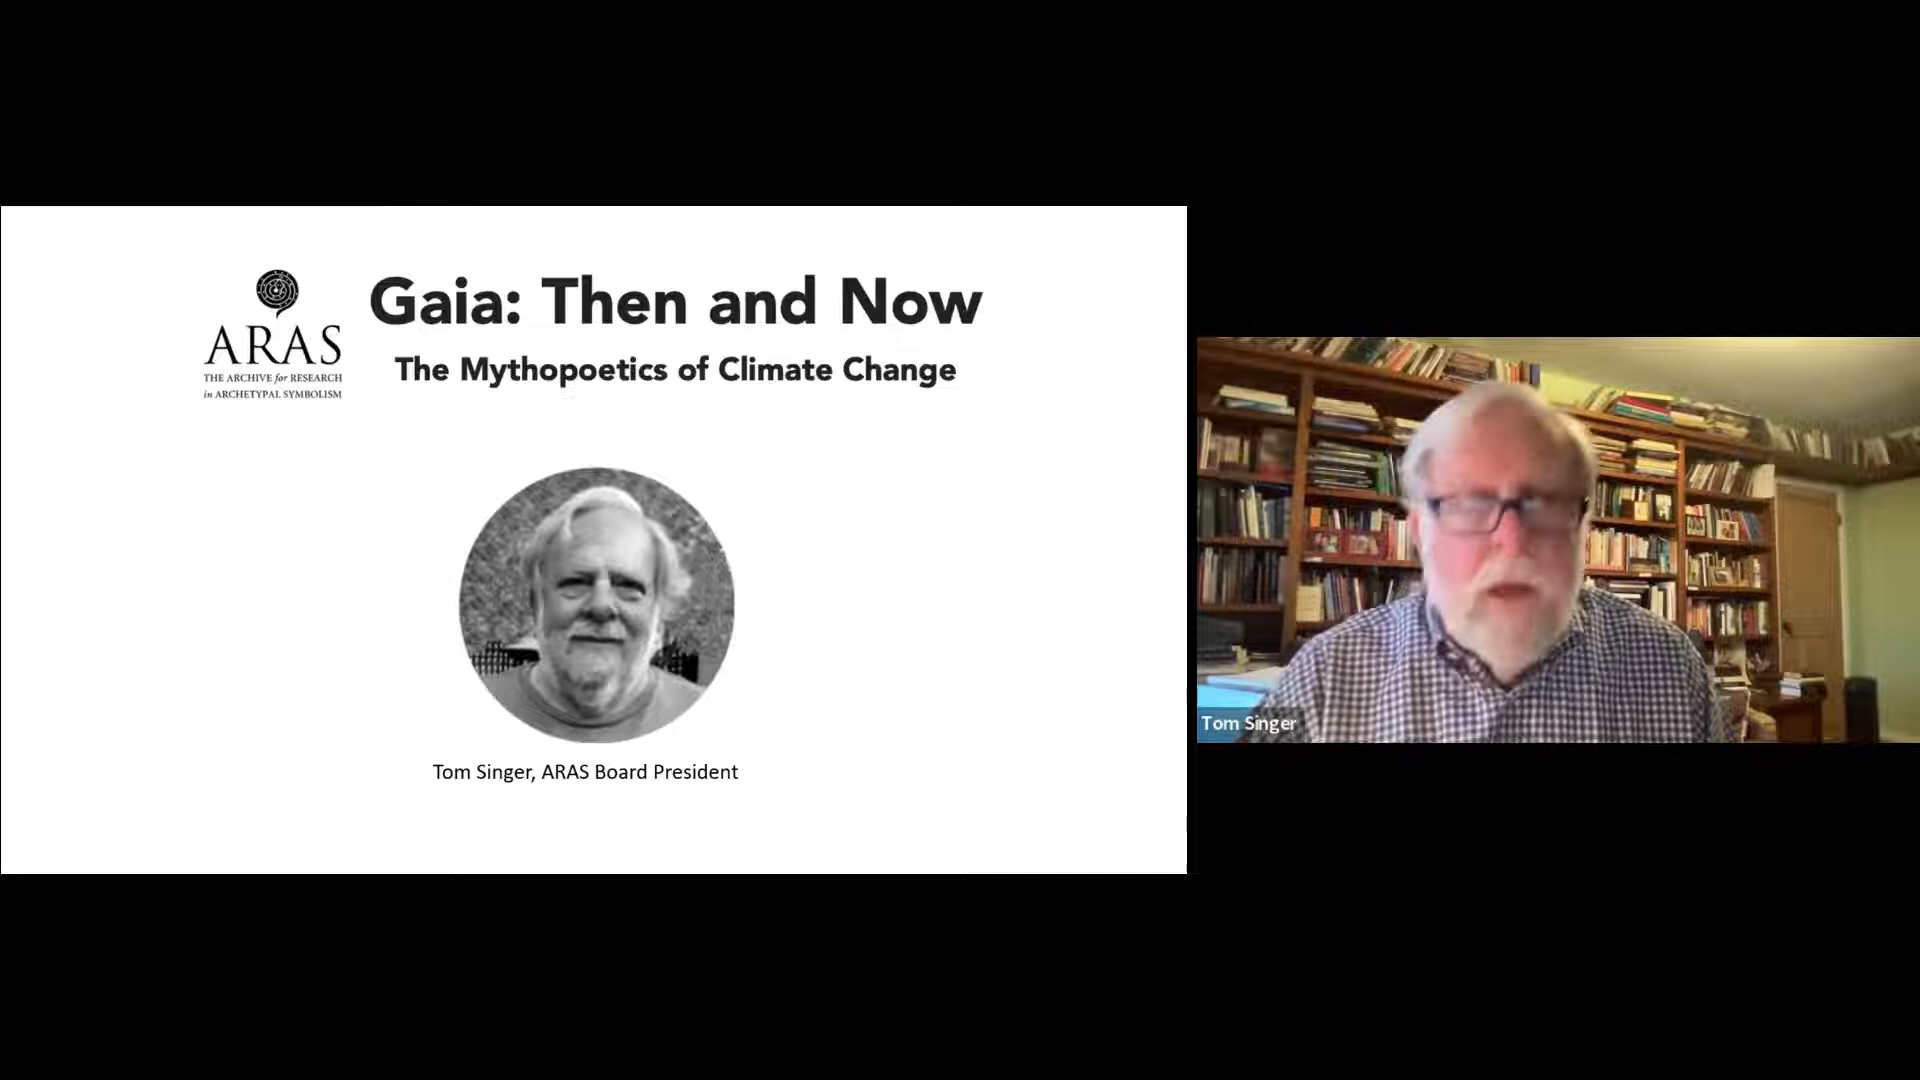 Gaia: Then and Now
The Mythopoetics of Climate Change
ARAS
THE ARCHIVE for RESEARCH
in ARCHETYPAL SYMBOLISM
Tom Singer, ARAS Board President
Tom Singer